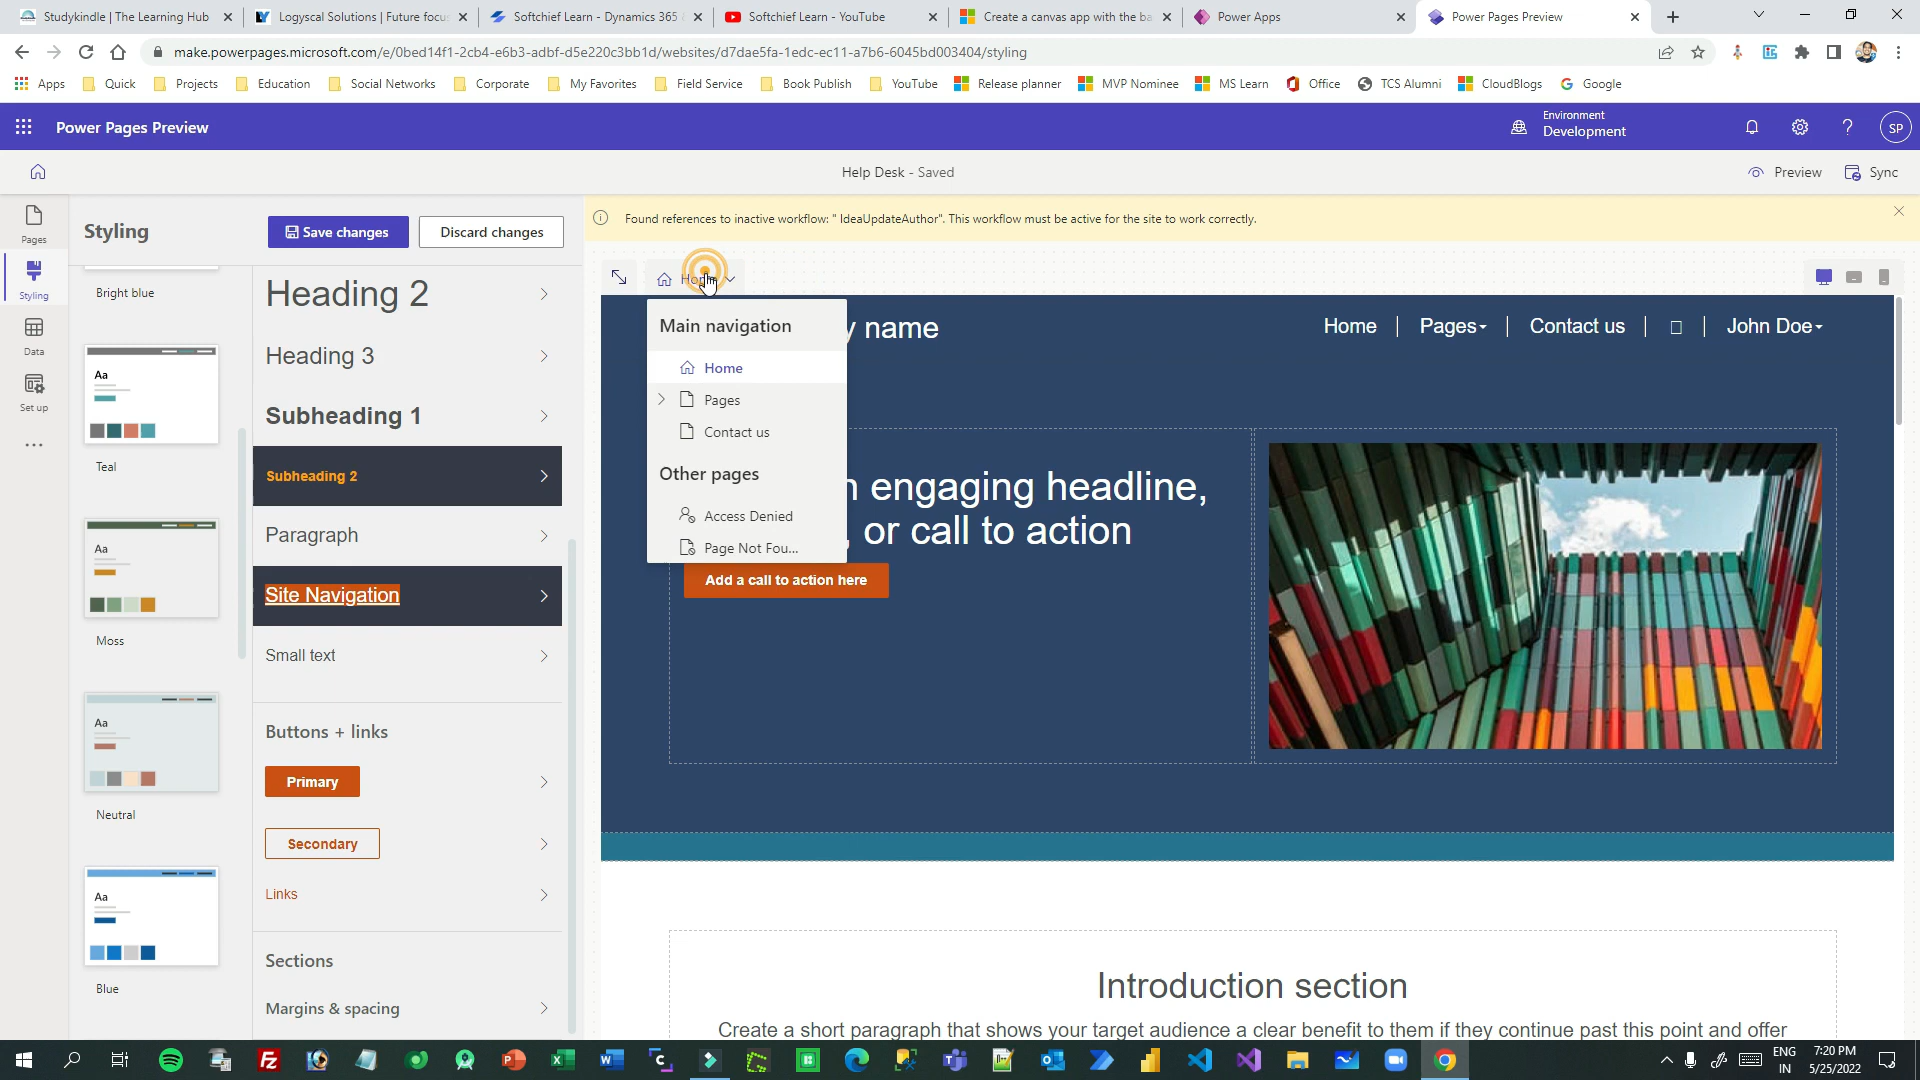 Studykindle | The Learning Hub
Logyscal Solutions | Future focu
Softchief Learn - Dynamics 365
Softchief Learn - YouTube
Create a canvas app with the ba
Power Apps
Power Pages Preview
make.powerpages.microsoft.com/e/0bed14f1-2cb4-e6b3-adbf-d5e220c3bb1d/websites/d7dae5fa-1edc-ec11-a7b6-6045bd003404/styling
Apps
Quick
Projects
Education
Social Networks
Corporate
My Favorites
Field Service
Book Publish
YouTube
Release planner
MVP Nominee
MS Learn
Office
TCS Alumni
CloudBlogs
Google
Power Pages Preview
Environment
Development
SP
Help Desk - Saved
Preview
Sync
Pages
Styling
Data
Set up
Styling
Save changes
Discard changes
Found references to inactive workflow: " IdeaUpdateAuthor". This workflow must be active for the site to work correctly.
Bright blue
Aa
Teal
Aa
Moss
Aa
Neutral
Aa
Blue
Heading 2
Heading 3
Subheading 1
Subheading 2
Paragraph
Site Navigation
Small text
Buttons + links
Primary
Secondary
Links
Sections
Margins & spacing
Main navigation
Home
Pages
Contact us
Other pages
Access Denied
Page Not Fou...
y name
Home
Pages
Contact us
John Doe
n engaging headline,
, or call to action
Add a call to action here
Introduction section
Create a short paragraph that shows your target audience a clear benefit to them if they continue past this point and offer
ENG
IN
7:20 PM
5/25/2022